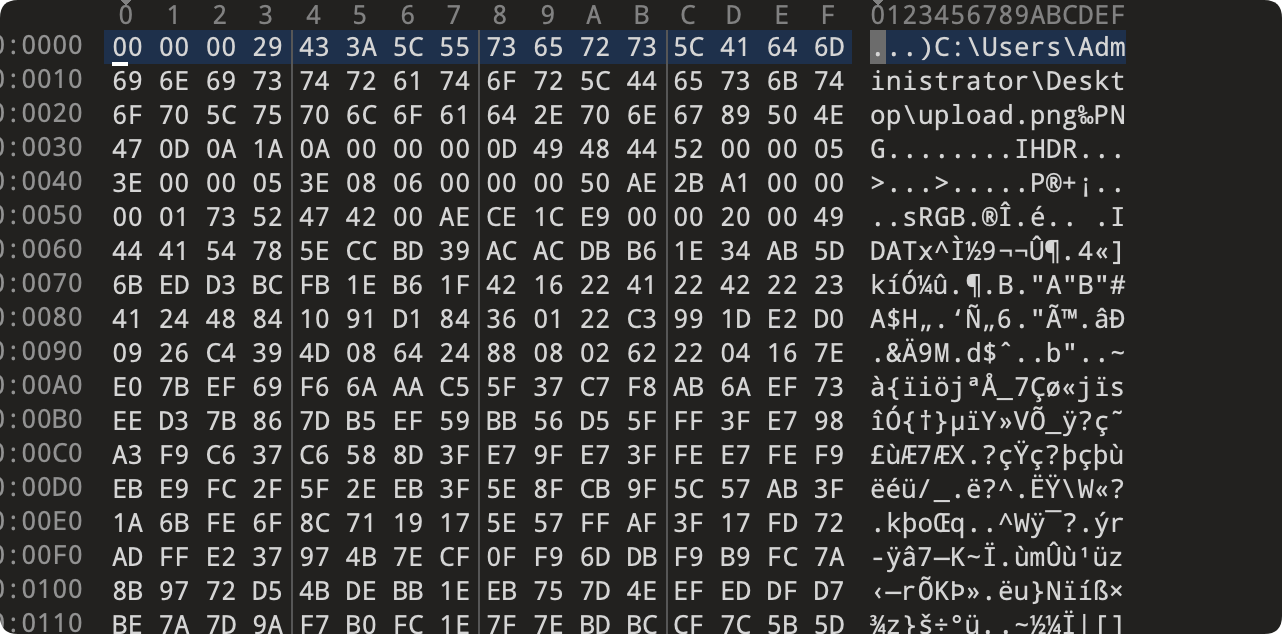 0 1 2 3 4 5 6 7 8 9 A B C D E F 0123456789ABCDEF
0:0000 00 00 00 29 43 3A 5C 55 73 65 72 73 5C 41 64 6D ...)C:\Users\Adm
0:0010 69 6E 69 73 74 72 61 74 6F 72 5C 44 65 73 6B 74 inistrator\Deskt
0:0020 6F 70 5C 75 70 6C 6F 61 64 2E 70 6E 67 89 50 4E op\upload.png‰PN
0:0030 47 0D 0A 1A 0A 00 00 00 0D 49 48 44 52 00 00 05 G........IHDR...
0:0040 3E 00 00 05 3E 08 06 00 00 00 50 AE 2B A1 00 00 >...>.....P®+¡..
0:0050 00 01 73 52 47 42 00 AE CE 1C E9 00 00 20 00 49 ..sRGB.®Î.é.. .I
0:0060 44 41 54 78 5E CC BD 39 AC AC DB B6 1E 34 AB 5D DATx^Ì½9¬¬Û¶.4«]
0:0070 6B ED D3 BC FB 1E B6 1F 42 16 22 41 22 42 22 23 kíÓ¼û.¶.B."A"B"#
0:0080 41 24 48 84 10 91 D1 84 36 01 22 C3 99 1D E2 D0 A$H„.‘Ñ„6."Ã™.âÐ
0:0090 09 26 C4 39 4D 08 64 24 88 08 02 62 22 04 16 7E .&Ä9M.d$ˆ..b"..~
0:00A0 E0 7B EF 69 F6 6A AA C5 5F 37 C7 F8 AB 6A EF 73 à{ïiöjªÅ_7Çø«jïs
0:00B0 EE D3 7B 86 7D B5 EF 59 BB 56 D5 5F FF 3F E7 98 îÓ{†}µïY»VÕ_ÿ?ç˜
0:00C0 A3 F9 C6 37 C6 58 8D 3F E7 9F E7 3F FE E7 FE F9 £ùÆ7ÆX.?çŸç?þçþù
0:00D0 EB E9 FC 2F 5F 2E EB 3F 5E 8F CB 9F 5C 57 AB 3F ëéü/_.ë?^.ËŸ\W«?
0:00E0 1A 6B FE 6F 8C 71 19 17 5E 57 FF AF 3F 17 FD 72 .kþoŒq..^Wÿ¯?.ýr
0:00F0 AD FF E2 37 97 4B 7E CF 0F F9 6D DB F9 B9 FC 7A -ÿâ7—K~Ï.ùmÛù¹üz
0:0100 8B 97 72 D5 4B DE BB 1E EB 75 7D 4E EF ED DF D7 ‹—rÕKÞ».ëu}Nïíß×
0:0110 BE 7A 7D 9A F7 B0 FC 1E 7F 7E BD BC CF 7C 5B 5D ¾z}š÷°ü..~½¼Ï|[]